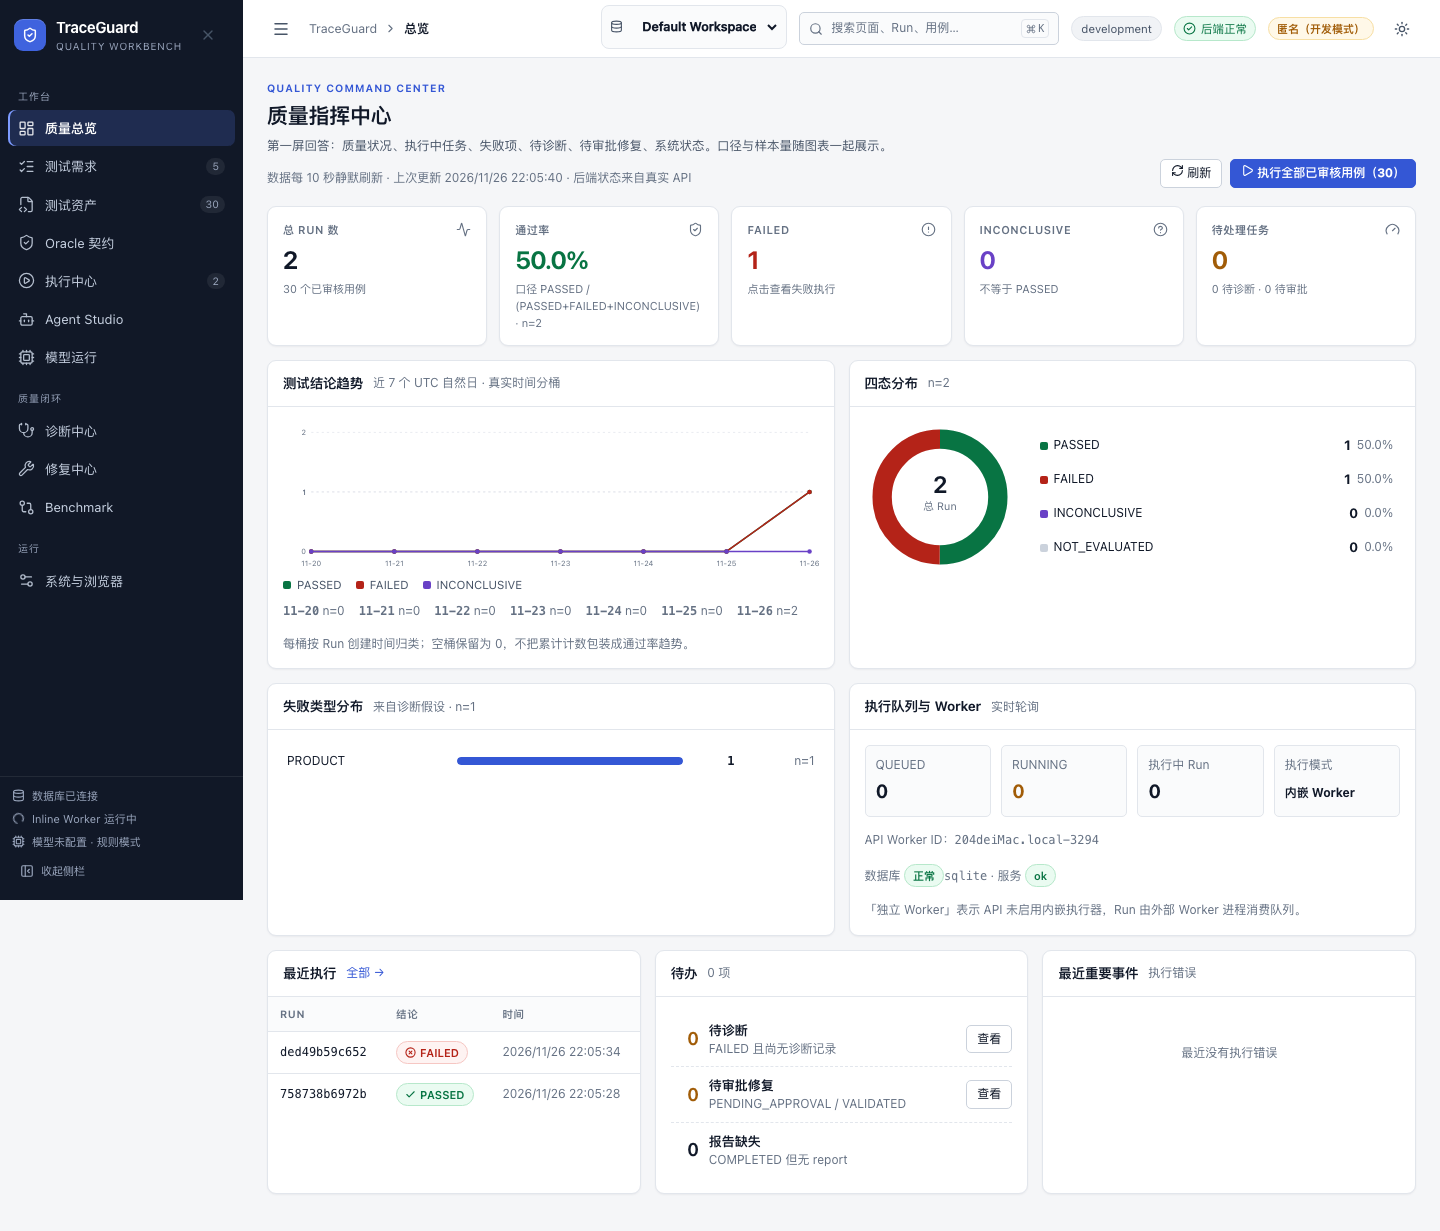 TraceGuard
QUALITY WORKBENCH
工作台
质量总览
测试需求 5
测试资产 30
Oracle 契约
执行中心 2
Agent Studio
模型运行
质量闭环
诊断中心
修复中心
Benchmark
运行
系统与浏览器
数据库已连接
Inline Worker 运行中
模型未配置 · 规则模式
收起侧栏
TraceGuard 总览
Default Workspace
搜索页面、Run、用例... ⌘ K
development
后端正常
匿名（开发模式）
QUALITY COMMAND CENTER
质量指挥中心
第一屏回答：质量状况、执行中任务、失败项、待诊断、待审批修复、系统状态。口径与样本量随图表一起展示。
数据每 10 秒静默刷新 · 上次更新 2026/11/26 22:05:40 · 后端状态来自真实 API
刷新
执行全部已审核用例（30）
总 RUN 数
2
30 个已审核用例
通过率
50.0%
口径 PASSED /
(PASSED+FAILED+INCONCLUSIVE)
· n=2
FAILED
1
点击查看失败执行
INCONCLUSIVE
0
不等于 PASSED
待处理任务
0
0 待诊断 · 0 待审批
测试结论趋势 近 7 个 UTC 自然日 · 真实时间分桶
2
1
0
11-20 11-21 11-22 11-23 11-24 11-25 11-26
PASSED FAILED INCONCLUSIVE
11-20 n=0 11-21 n=0 11-22 n=0 11-23 n=0 11-24 n=0 11-25 n=0 11-26 n=2
每桶按 Run 创建时间归类；空桶保留为 0，不把累计计数包装成通过率趋势。
四态分布 n=2
2
总 Run
PASSED 1 50.0%
FAILED 1 50.0%
INCONCLUSIVE 0 0.0%
NOT_EVALUATED 0 0.0%
失败类型分布 来自诊断假设 · n=1
PRODUCT 1 n=1
执行队列与 Worker 实时轮询
QUEUED
0
RUNNING
0
执行中 Run
0
执行模式
内嵌 Worker
API Worker ID：204deiMac.local-3294
数据库 正常 sqlite · 服务 ok
「独立 Worker」表示 API 未启用内嵌执行器，Run 由外部 Worker 进程消费队列。
最近执行 全部 →
RUN 结论 时间
ded49b59c652 FAILED 2026/11/26 22:05:34
758738b6972b PASSED 2026/11/26 22:05:28
待办 0 项
0 待诊断
FAILED 且尚无诊断记录
查看
0 待审批修复
PENDING_APPROVAL / VALIDATED
查看
0 报告缺失
COMPLETED 但无 report
最近重要事件 执行错误
最近没有执行错误